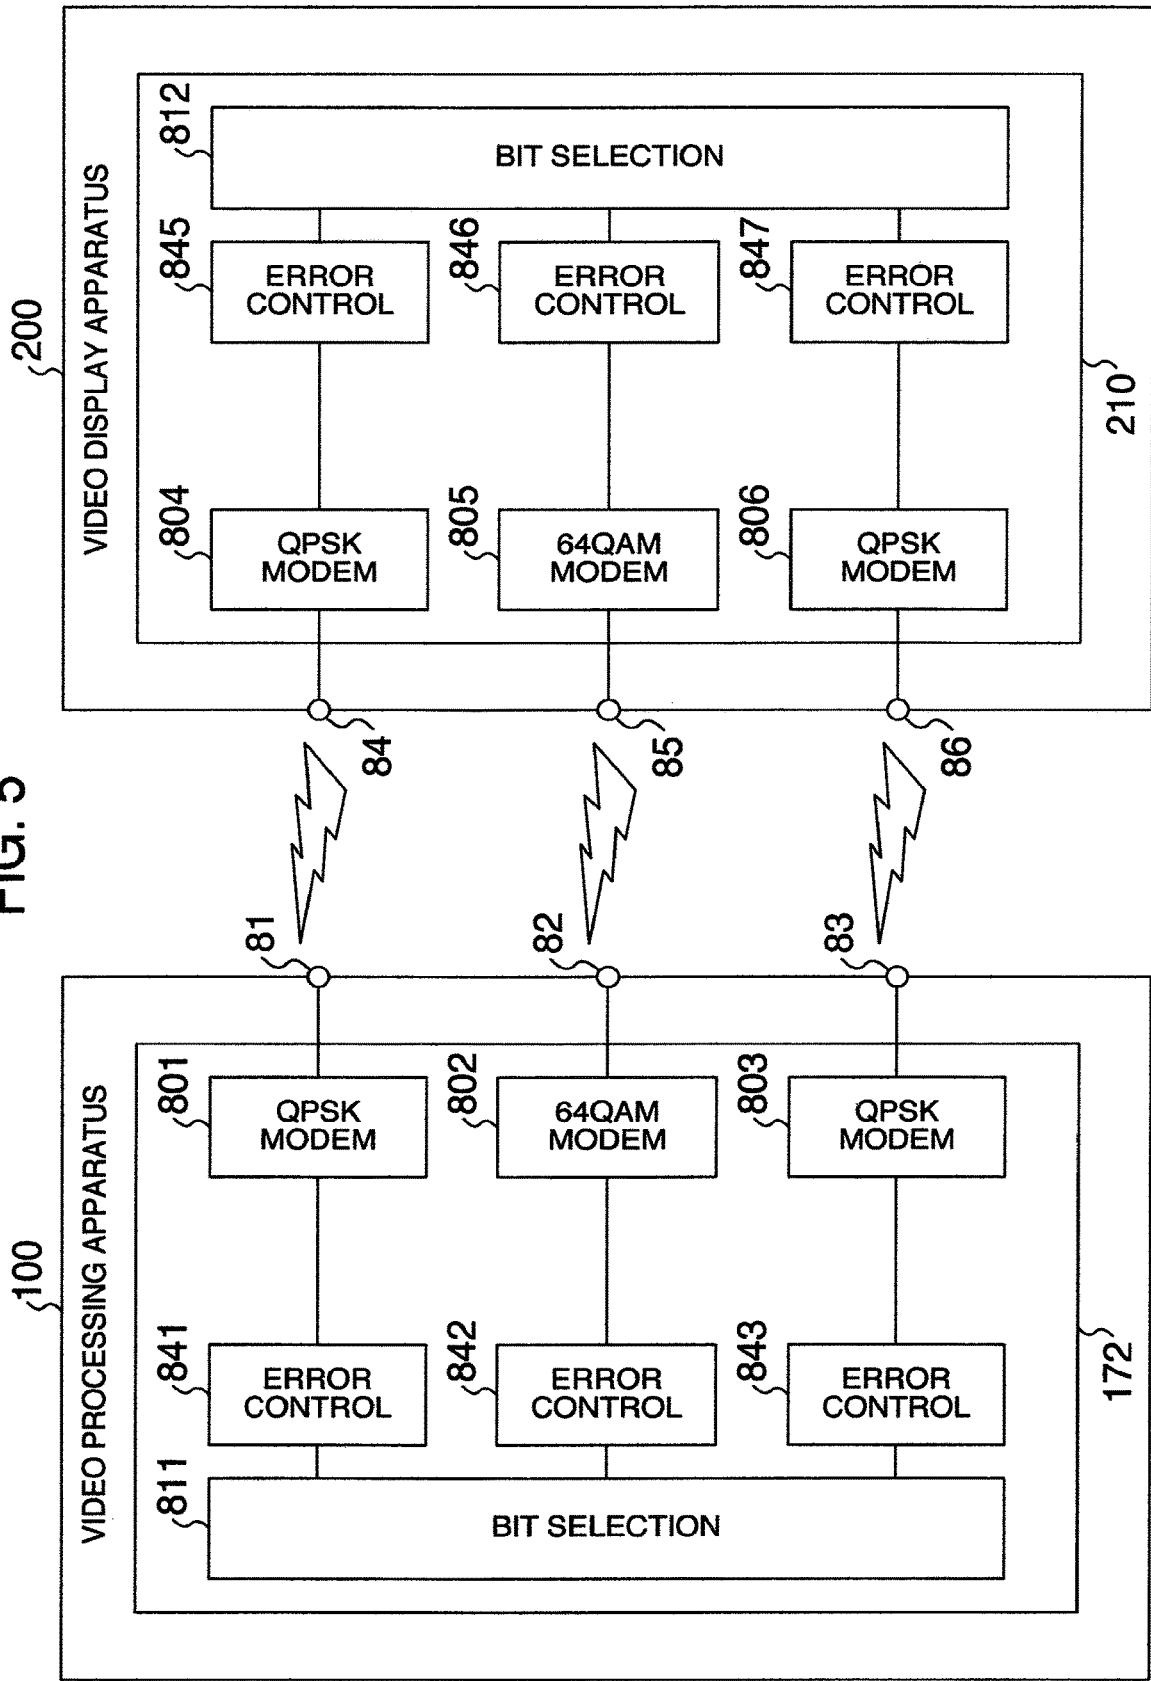 FIG. 5
100
VIDEO PROCESSING APPARATUS
811
BIT SELECTION
841
ERROR
CONTROL
801
QPSK
MODEM
81
842
ERROR
CONTROL
802
64QAM
MODEM
82
843
ERROR
CONTROL
803
QPSK
MODEM
83
172
200
VIDEO DISPLAY APPARATUS
84
804
QPSK
MODEM
845
ERROR
CONTROL
812
BIT SELECTION
85
805
64QAM
MODEM
846
ERROR
CONTROL
86
806
QPSK
MODEM
847
ERROR
CONTROL
210